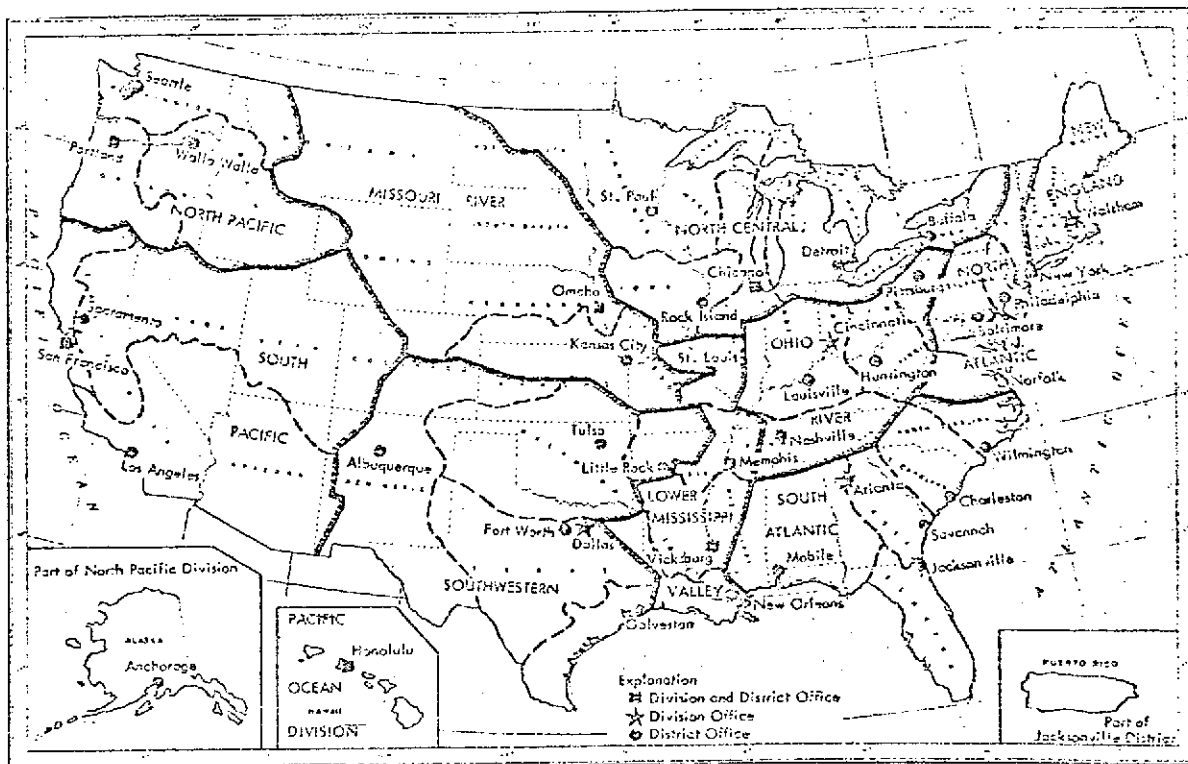 Seattle
Portland
Walla Walla
NORTH PACIFIC
MISSOURI RIVER
St. Paul
NORTH CENTRAL
NEW
ENGLAND
Waltham
Buffalo
Detroit
Chicago
Rock Island
Omaha
Kansas City
St. Louis
Pittsburg
NORTH
ATLANTIC
New York
Philadelphia
Baltimore
Norfolk
Cincinnati
OHIO
RIVER
Huntington
Louisville
Nashville
PACIFIC
OCEAN
Sacramento
San Francisco
SOUTH
PACIFIC
Los Angeles
Albuquerque
NEW MEXICO
Tulsa
Little Rock
Memphis
LOWER
MISSISSIPPI
VALLEY
Vicksburg
Fort Worth
Dallas
SOUTHWESTERN
Galveston
New Orleans
SOUTH
ATLANTIC
Mobile
Atlanta
Wilmington
Charleston
Savannah
Jacksonville
Part of North Pacific Division
ALASKA
Anchorage
PACIFIC
Honolulu
OCEAN
HAWAII
DIVISION
Explanation
Division and District Office
Division Office
District Office
PUERTO RICO
Part of
Jacksonville District